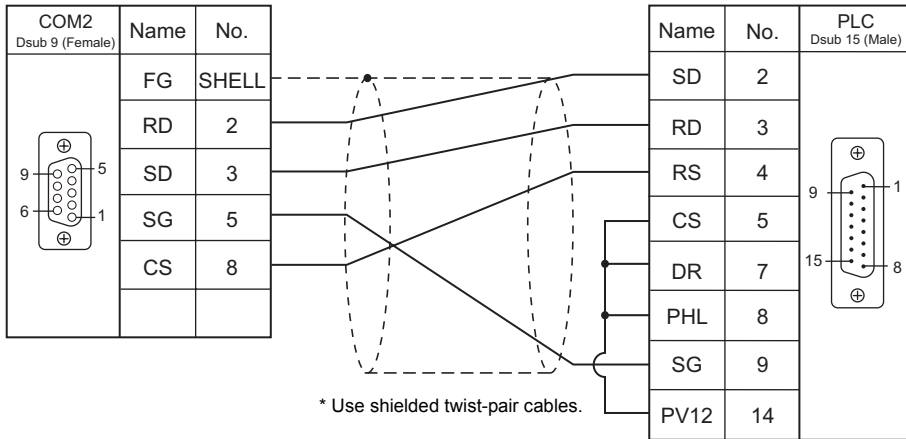 COM2
Dsub 9 (Female)
Name No.
FG SHELL
RD 2
SD 3
SG 5
CS 8
9 5
6 1
PLC
Dsub 15 (Male)
Name No.
SD 2
RD 3
RS 4
CS 5
DR 7
PHL 8
SG 9
PV12 14
9 1
15 8
* Use shielded twist-pair cables.